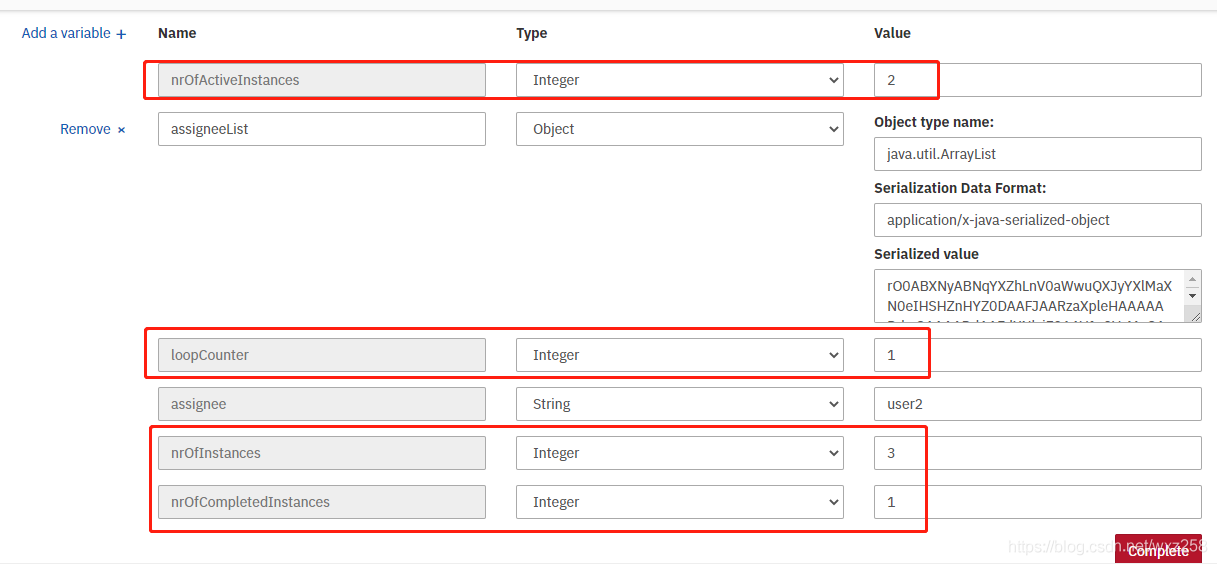 Add a variable + Name Type Value
nrOfActiveInstances Integer 2
Remove × assigneeList Object Object type name:
java.util.ArrayList
Serialization Data Format:
application/x-java-serialized-object
Serialized value
rO0ABXNyABNqYXZhLnV0aWwuQXJyYXlMaX
N0eIHSHZnHYZ0DAAFJAARzaXpleHAAAAA
loopCounter Integer 1
assignee String user2
nrOfInstances Integer 3
nrOfCompletedInstances Integer 1
https://blog.csdn.net/wxz258
Complete